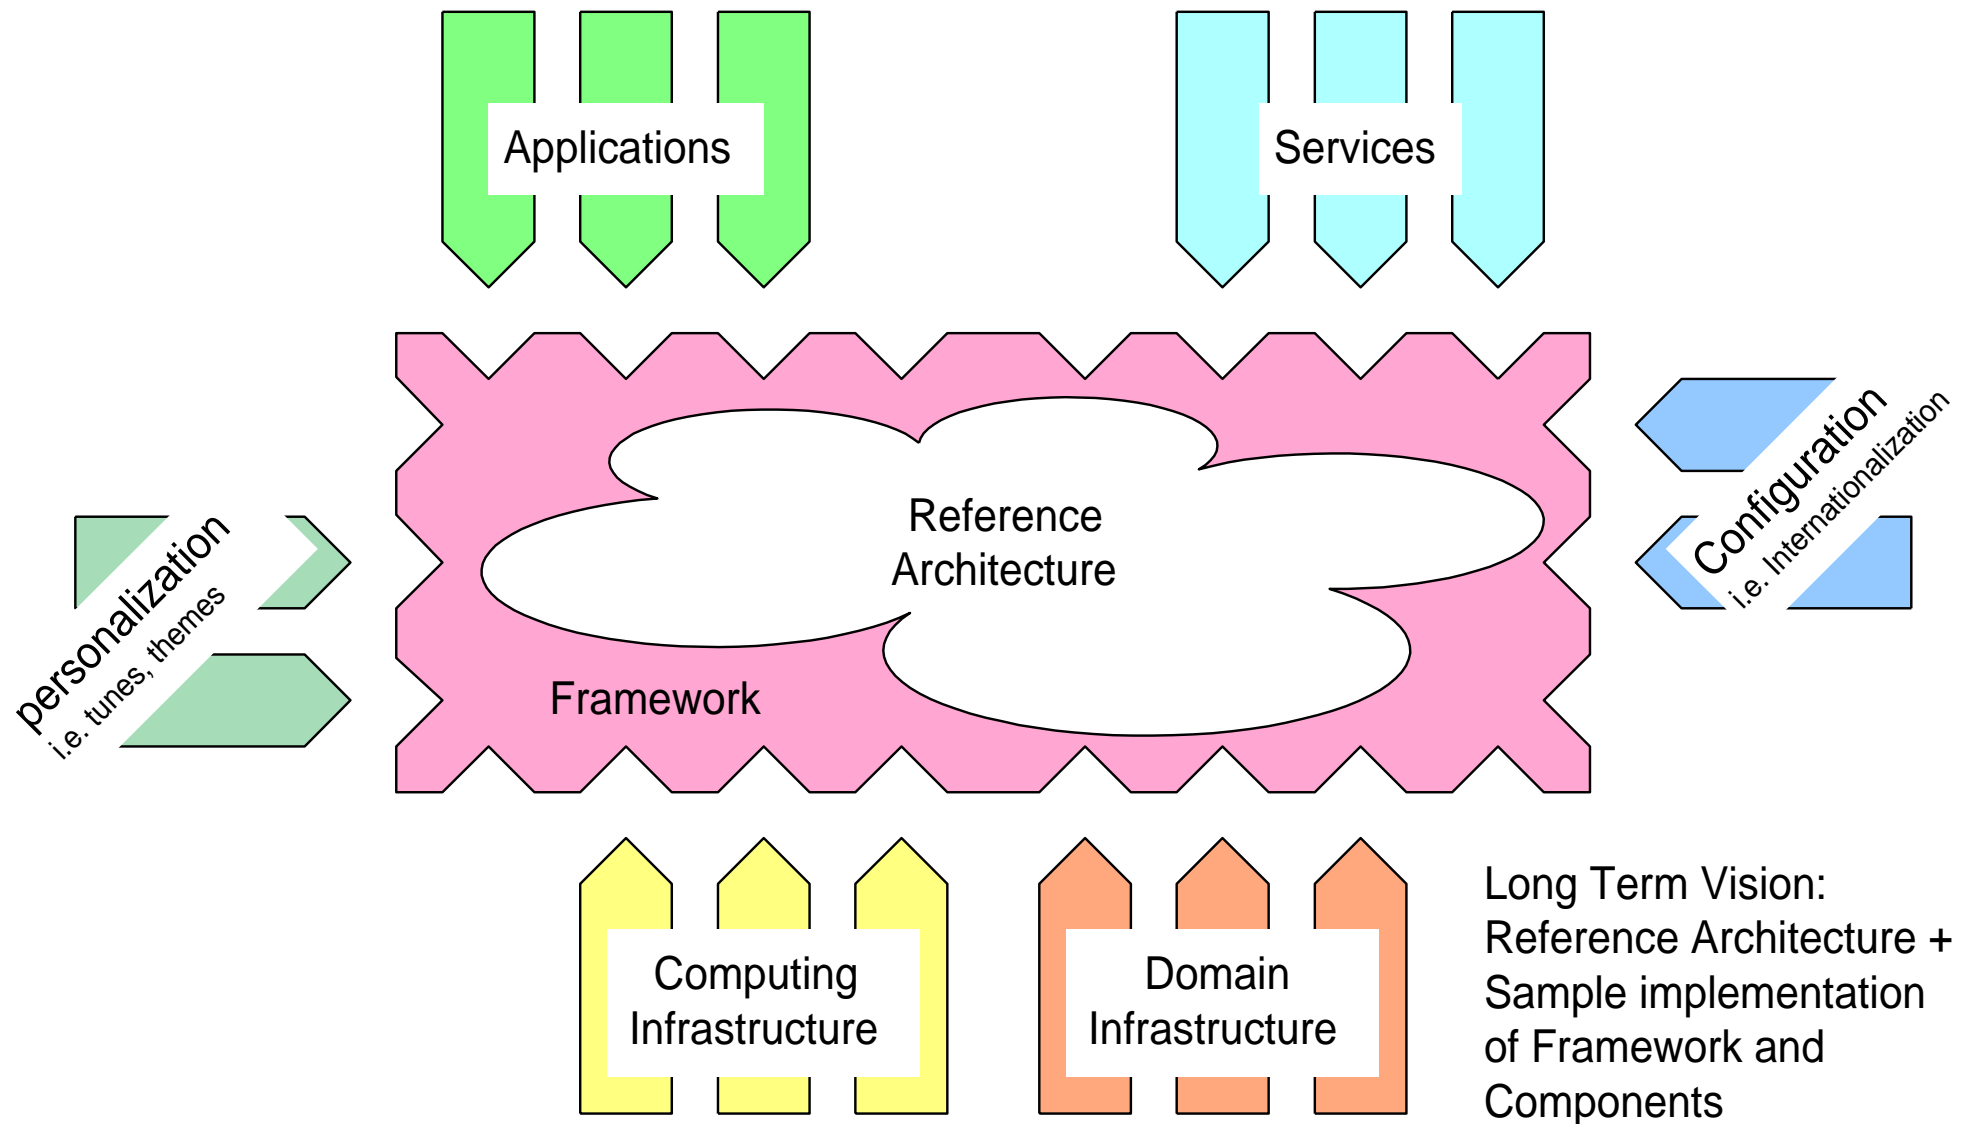 Applications
Services
Reference
Architecture
Framework
personalization
i.e. tunes, themes
Configuration
i.e. Internationalization
Computing
Infrastructure
Domain
Infrastructure
Long Term Vision:
Reference Architecture +
Sample implementation
of Framework and
Components